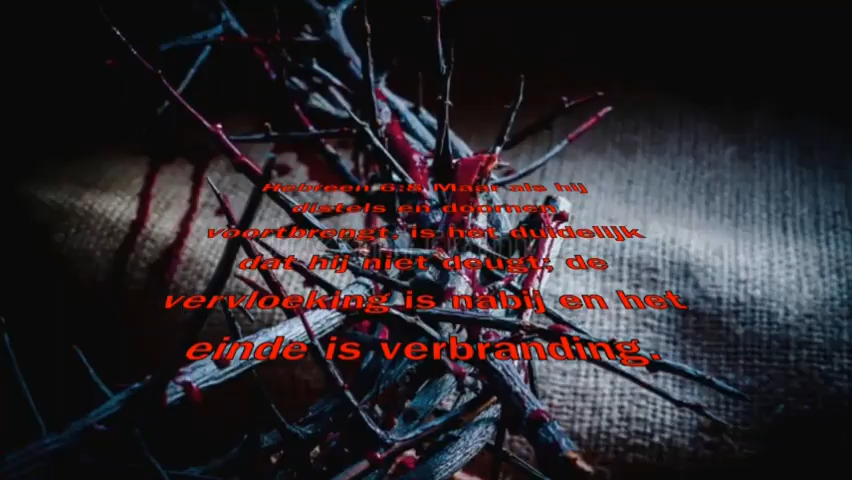 Hebreën 6:8 Maar als hij
distels en doornen
voortbrengt, is het duidelijk
dat hij niet deugt; de
vervloeking is nabij en het
einde is verbranding.